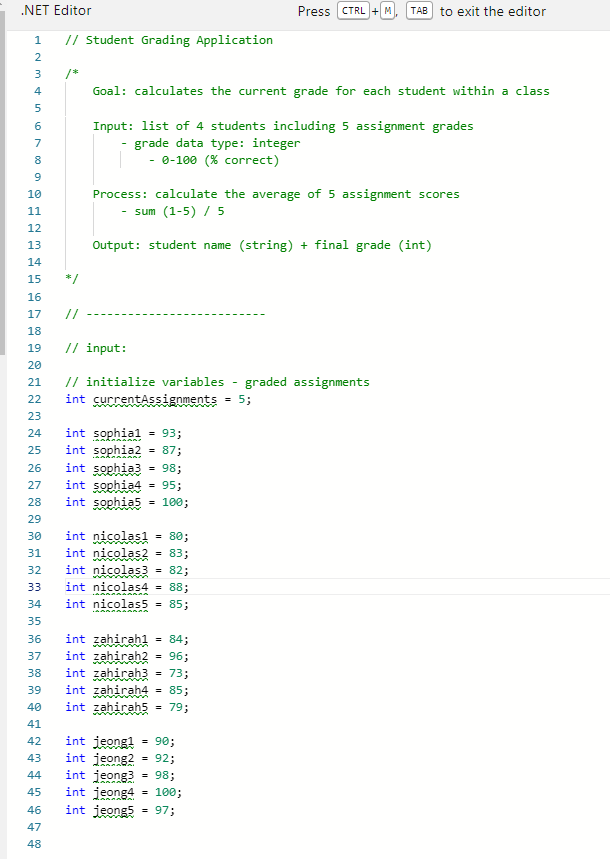 .NET Editor Press CTRL + M, TAB to exit the editor
1 // Student Grading Application
2
3 /*
4 Goal: calculates the current grade for each student within a class
5
6 Input: list of 4 students including 5 assignment grades
7 - grade data type: integer
8 - 0-100 (% correct)
9
10 Process: calculate the average of 5 assignment scores
11 - sum (1-5) / 5
12
13 Output: student name (string) + final grade (int)
14
15 */
16
17 // --------------------------
18
19 // input:
20
21 // initialize variables - graded assignments
22 int currentAssignments = 5;
23
24 int sophia1 = 93;
25 int sophia2 = 87;
26 int sophia3 = 98;
27 int sophia4 = 95;
28 int sophia5 = 100;
29
30 int nicolas1 = 80;
31 int nicolas2 = 83;
32 int nicolas3 = 82;
33 int nicolas4 = 88;
34 int nicolas5 = 85;
35
36 int zahirah1 = 84;
37 int zahirah2 = 96;
38 int zahirah3 = 73;
39 int zahirah4 = 85;
40 int zahirah5 = 79;
41
42 int jeong1 = 90;
43 int jeong2 = 92;
44 int jeong3 = 98;
45 int jeong4 = 100;
46 int jeong5 = 97;
47
48